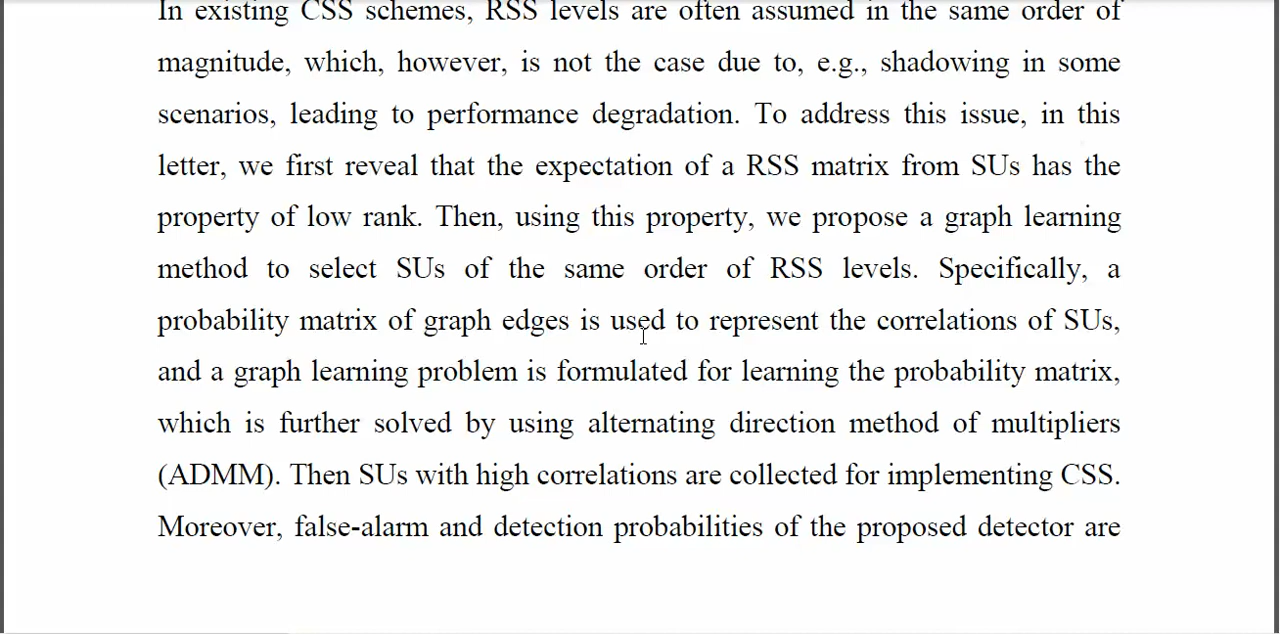 In existing CSS schemes, RSS levels are often assumed in the same order of
magnitude, which, however, is not the case due to, e.g., shadowing in some
scenarios, leading to performance degradation. To address this issue, in this
letter, we first reveal that the expectation of a RSS matrix from SUs has the
property of low rank. Then, using this property, we propose a graph learning
method to select SUs of the same order of RSS levels. Specifically, a
probability matrix of graph edges is used to represent the correlations of SUs,
and a graph learning problem is formulated for learning the probability matrix,
which is further solved by using alternating direction method of multipliers
(ADMM). Then SUs with high correlations are collected for implementing CSS.
Moreover, false-alarm and detection probabilities of the proposed detector are